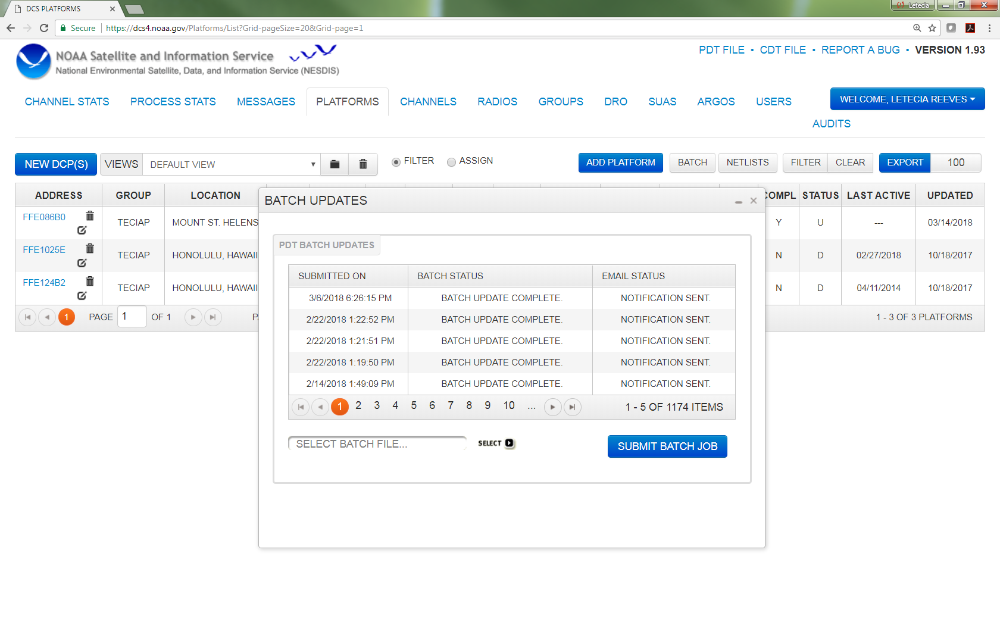 DCS PLATFORMS
Letecia
Secure
https://dcs4.noaa.gov/Platforms/List?Grid-pageSize=20&Grid-page=1
NOAA Satellite and Information Service
National Environmental Satellite, Data, and Information Service (NESDIS)
PDT FILE • CDT FILE • REPORT A BUG • VERSION 1.93
CHANNEL STATS PROCESS STATS MESSAGES PLATFORMS CHANNELS RADIOS GROUPS DRO SUAS ARGOS USERS WELCOME, LETECIA REEVES
AUDITS
NEW DCP(S) VIEWS DEFAULT VIEW FILTER ASSIGN ADD PLATFORM BATCH NETLISTS FILTER CLEAR EXPORT 100
ADDRESS GROUP LOCATION COMPL STATUS LAST ACTIVE UPDATED
FFE086B0 TECIAP MOUNT ST. HELENS Y U --- 03/14/2018
FFE1025E TECIAP HONOLULU, HAWAII N D 02/27/2018 10/18/2017
FFE124B2 TECIAP HONOLULU, HAWAII N D 04/11/2014 10/18/2017
1 PAGE 1 OF 1 1 - 3 OF 3 PLATFORMS
BATCH UPDATES
PDT BATCH UPDATES
SUBMITTED ON BATCH STATUS EMAIL STATUS
3/6/2018 6:26:15 PM BATCH UPDATE COMPLETE. NOTIFICATION SENT.
2/22/2018 1:22:52 PM BATCH UPDATE COMPLETE. NOTIFICATION SENT.
2/22/2018 1:21:51 PM BATCH UPDATE COMPLETE. NOTIFICATION SENT.
2/22/2018 1:19:50 PM BATCH UPDATE COMPLETE. NOTIFICATION SENT.
2/14/2018 1:49:09 PM BATCH UPDATE COMPLETE. NOTIFICATION SENT.
1 2 3 4 5 6 7 8 9 10 ... 1 - 5 OF 1174 ITEMS
SELECT BATCH FILE... SELECT SUBMIT BATCH JOB